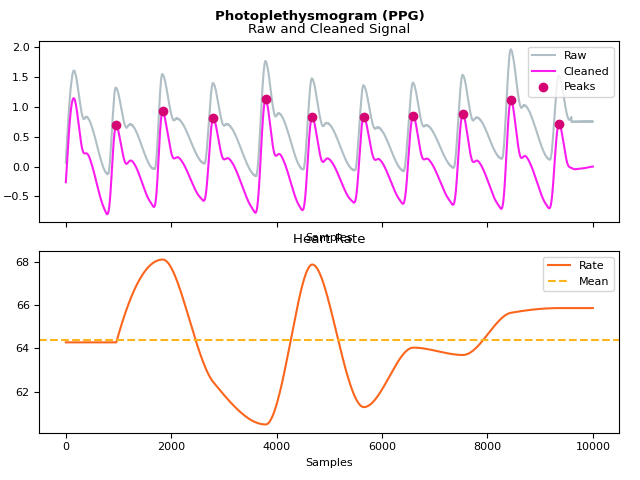 Photoplethysmogram (PPG)
Raw and Cleaned Signal
2.0
1.5
1.0
0.5
0.0
−0.5
Raw
Cleaned
Peaks
Samples
Heart Rate
68
66
64
62
Rate
Mean
0 2000 4000 6000 8000 10000
Samples